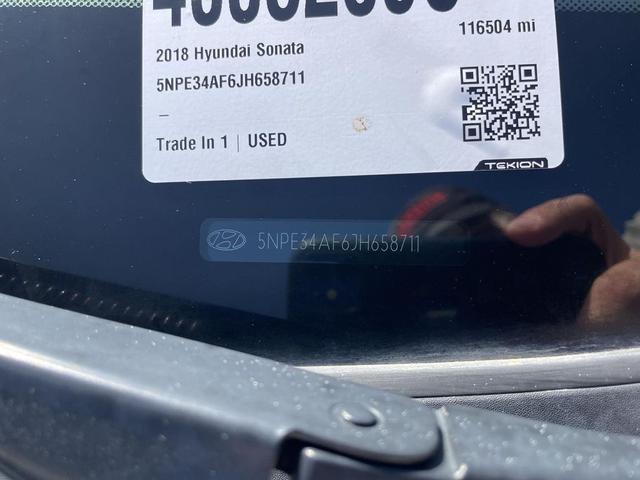 116504 mi
2018 Hyundai Sonata
5NPE34AF6JH658711
–
Trade In 1 | USED
TEKION
5NPE34AF6JH658711